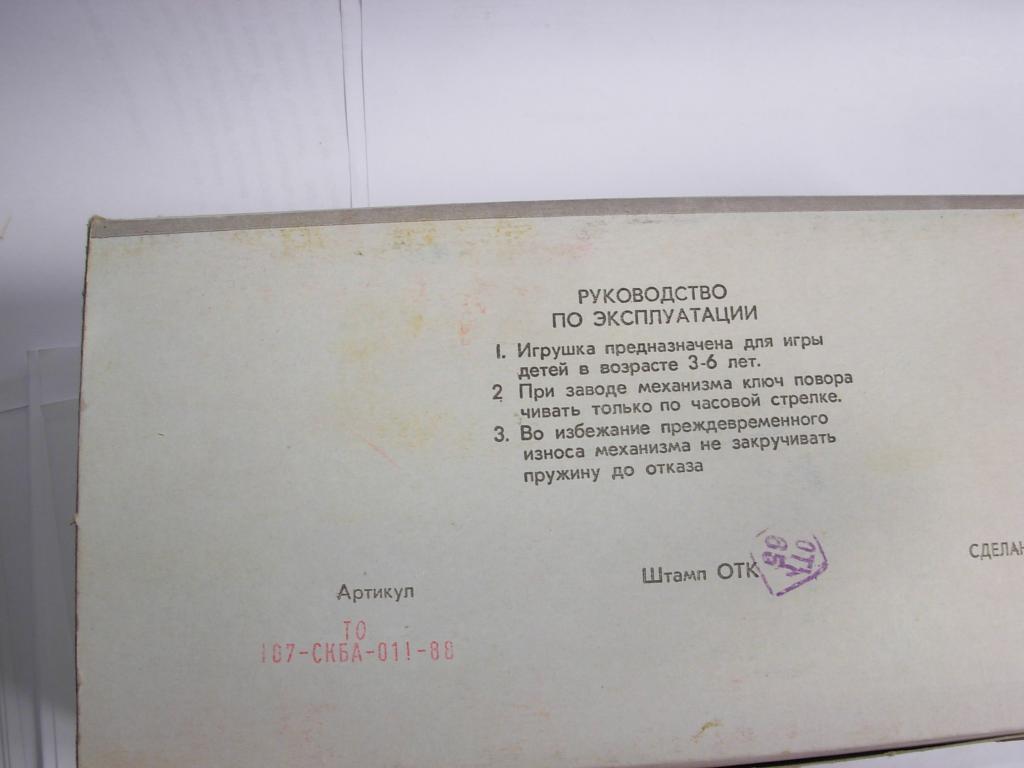 РУКОВОДСТВО
ПО ЭКСПЛУАТАЦИИ
1. Игрушка предназначена для игры
детей в возрасте 3-6 лет.
2 При заводе механизма ключ повора
чивать только по часовой стрелке.
3. Во избежание преждевременного
износа механизма не закручивать
пружину до отказа
Артикул
ТО
107-СКБА-011-88
Штамп ОТК
ОТК
95
СДЕЛАН